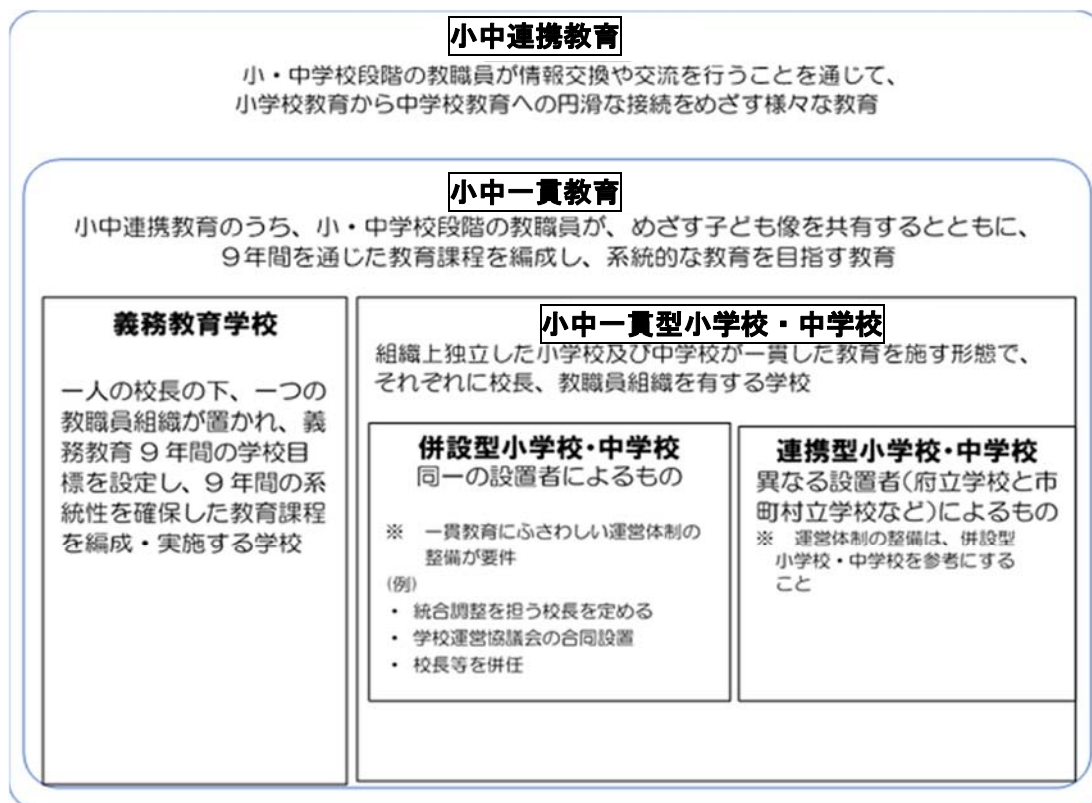 小中連携教育
小・中学校段階の教職員が情報交換や交流を行うことを通じて、
小学校教育から中学校教育への円滑な接続をめざす様々な教育
小中一貫教育
小中連携教育のうち、小・中学校段階の教職員が、めざす子ども像を共有するとともに、
9年間を通じた教育課程を編成し、系統的な教育を目指す教育
義務教育学校
一人の校長の下、一つの
教職員組織が置かれ、義
務教育9年間の学校目
標を設定し、9年間の系
統性を確保した教育課程
を編成・実施する学校
小中一貫型小学校・中学校
組織上独立した小学校及び中学校が一貫した教育を施す形態で、
それぞれに校長、教職員組織を有する学校
併設型小学校・中学校
同一の設置者によるもの
※ 一貫教育にふさわしい運営体制の
整備が要件
(例)
・ 統合調整を担う校長を定める
・ 学校運営協議会の合同設置
・ 校長等を併任
連携型小学校・中学校
異なる設置者(府立学校と市
町村立学校など)によるもの
※ 運営体制の整備は、併設型
小学校・中学校を参考にする
こと